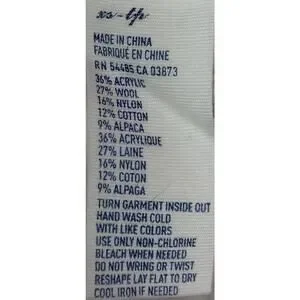 xs-tp
MADE IN CHINA
FABRIQUÉ EN CHINE
RN 54485 CA 03873
36% ACRYLIC
27% WOOL
16% NYLON
12% COTTON
9% ALPACA
36% ACRYLIQUE
27% LAINE
16% NYLON
12% COTON
9% ALPAGA
TURN GARMENT INSIDE OUT
HAND WASH COLD
WITH LIKE COLORS
USE ONLY NON-CHLORINE
BLEACH WHEN NEEDED
DO NOT WRING OR TWIST
RESHAPE LAY FLAT TO DRY
COOL IRON IF NEEDED